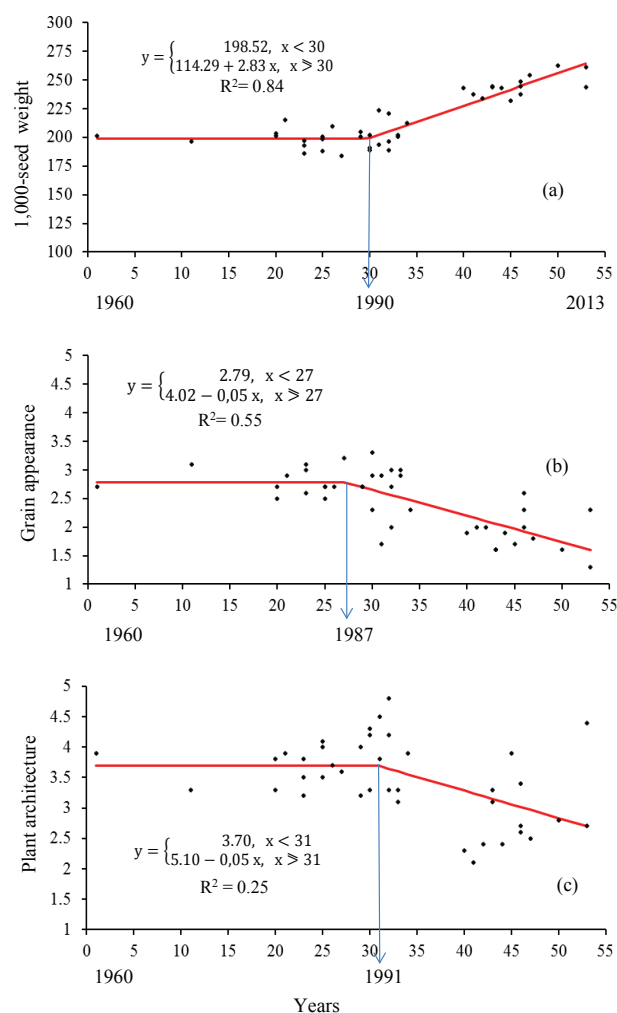 300
250
225
200
175
150
125
100
1,000-seed weight
y = { 198.52, x < 30
114.29 + 2.83 x, x ⩾ 30
R²= 0.84
(a)
0 5 10 15 20 25 30 35 40 45 50 55
1960 1990 2013
5
4.5
4
3.5
3
2.5
2
1.5
1
Grain appearance
y = { 2.79, x < 27
4.02 − 0,05 x, x ⩾ 27
R²= 0.55
(b)
0 5 10 15 20 25 30 35 40 45 50 55
1960 1987
5
4.5
4
3.5
3
2.5
2
1.5
1
Plant architecture
y = { 3.70, x < 31
5.10 − 0,05 x, x ⩾ 31
R² = 0.25
(c)
0 5 10 15 20 25 30 35 40 45 50 55
1960 1991
Years